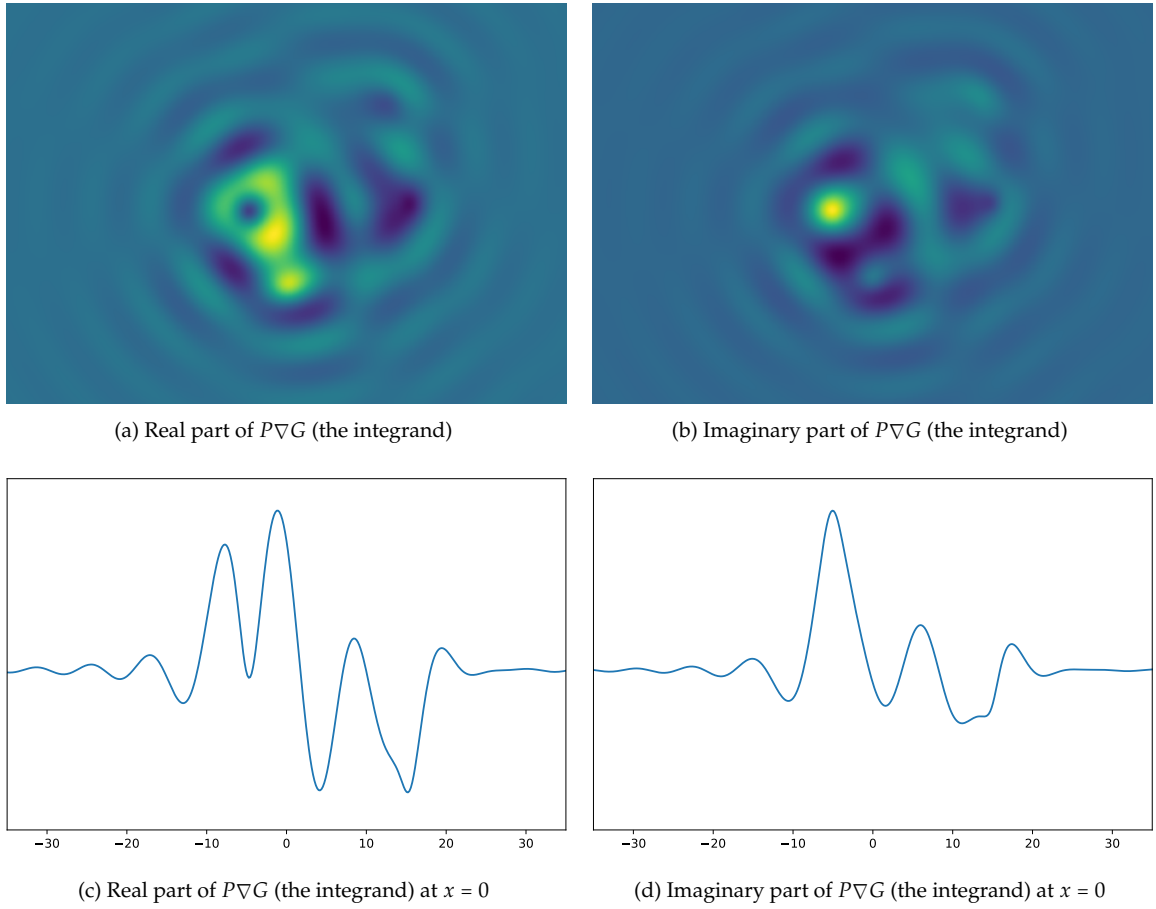 (a) Real part of P∇G (the integrand)
(b) Imaginary part of P∇G (the integrand)
−30 −20 −10 0 10 20 30
−30 −20 −10 0 10 20 30
(c) Real part of P∇G (the integrand) at x = 0
(d) Imaginary part of P∇G (the integrand) at x = 0